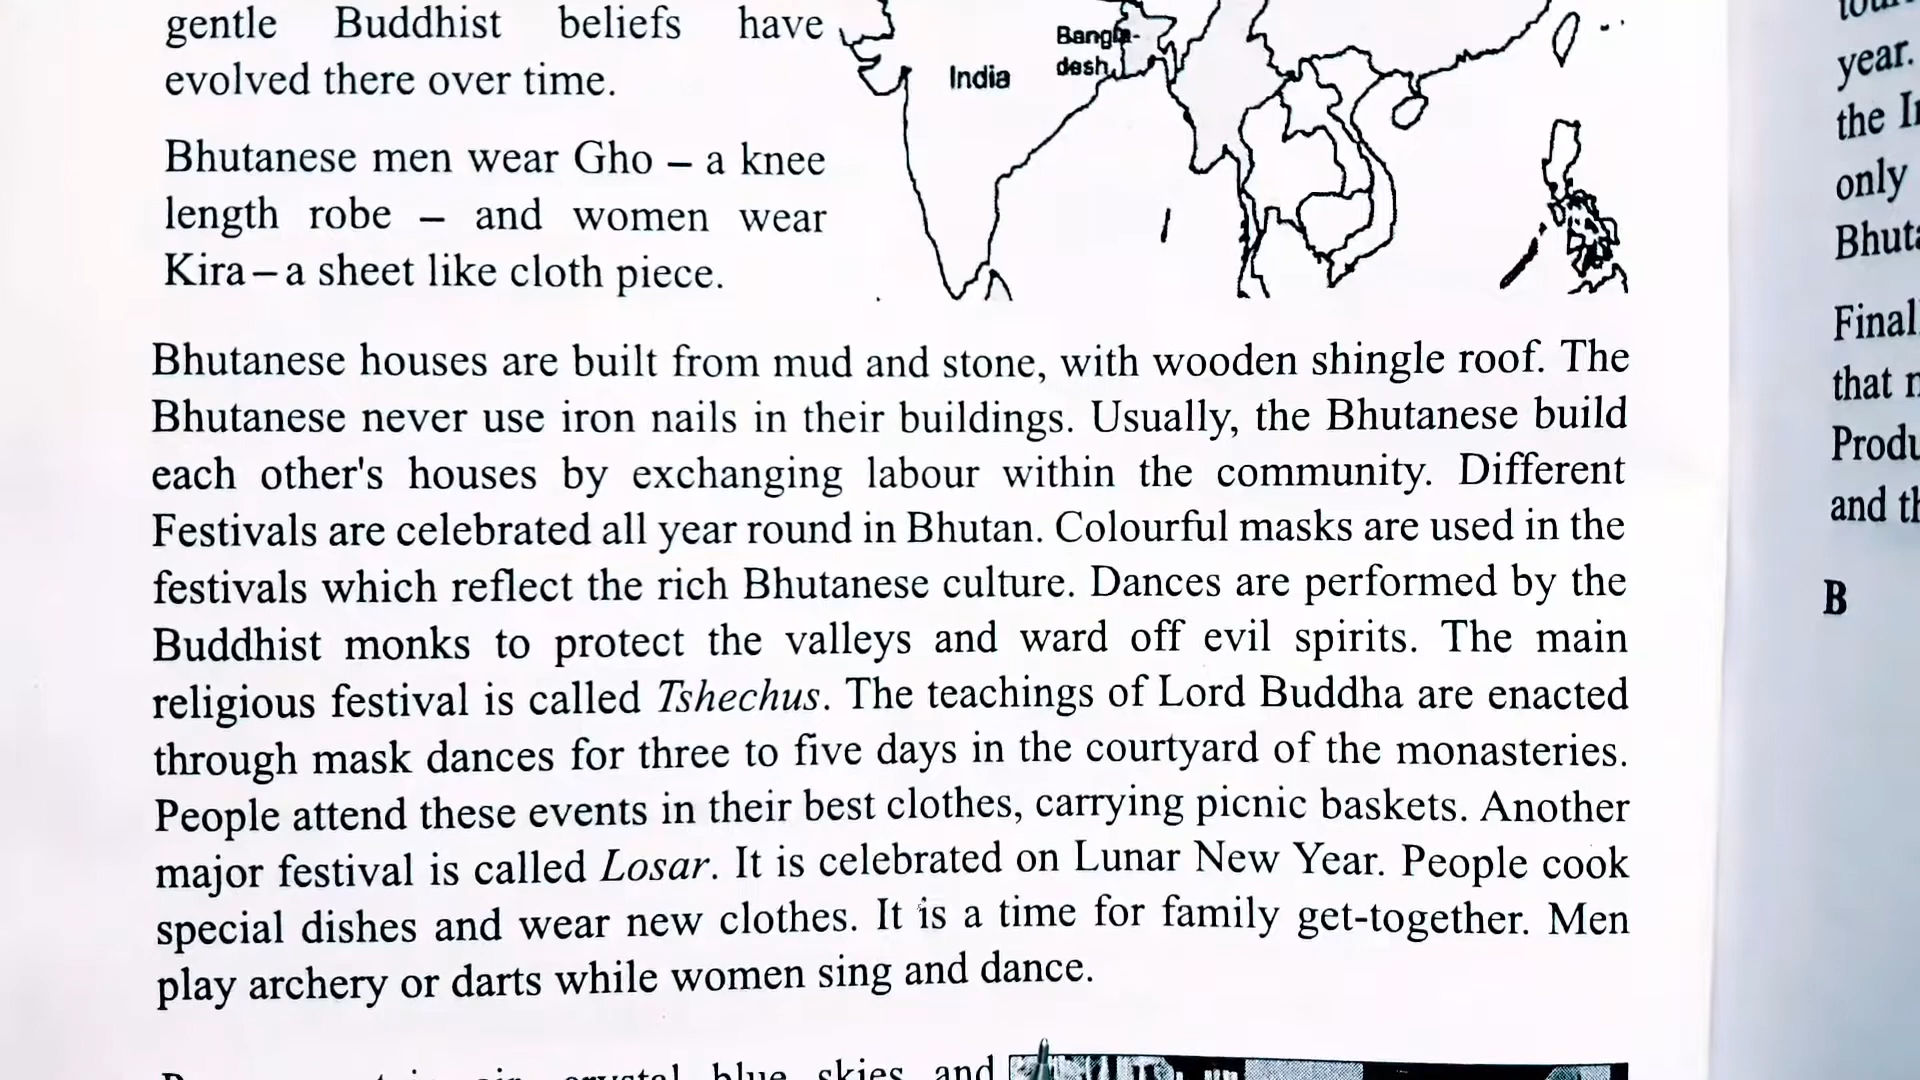 gentle Buddhist beliefs have
evolved there over time.
Bhutanese men wear Gho – a knee
length robe – and women wear
Kira – a sheet like cloth piece.
India
Bangla-
desh
Bhutanese houses are built from mud and stone, with wooden shingle roof. The
Bhutanese never use iron nails in their buildings. Usually, the Bhutanese build
each other's houses by exchanging labour within the community. Different
Festivals are celebrated all year round in Bhutan. Colourful masks are used in the
festivals which reflect the rich Bhutanese culture. Dances are performed by the
Buddhist monks to protect the valleys and ward off evil spirits. The main
religious festival is called Tshechus. The teachings of Lord Buddha are enacted
through mask dances for three to five days in the courtyard of the monasteries.
People attend these events in their best clothes, carrying picnic baskets. Another
major festival is called Losar. It is celebrated on Lunar New Year. People cook
special dishes and wear new clothes. It is a time for family get-together. Men
play archery or darts while women sing and dance.
crystal blue skies and
year.
the
only
Final
that
and
B